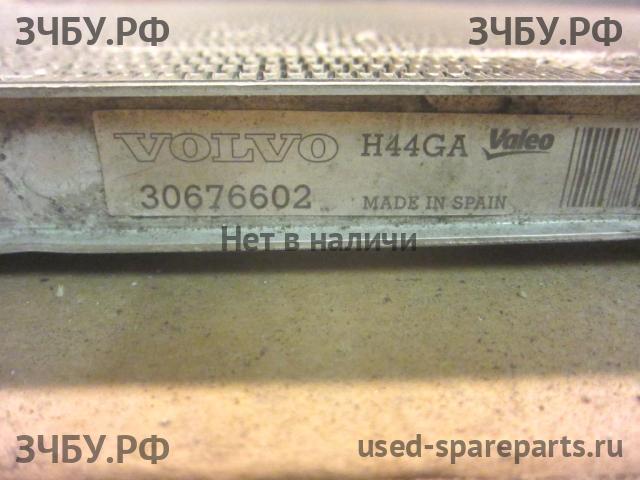 ЗЧБУ.РФ ЗЧБУ.РФ
VOLVO H44GA Valeo
30676602 MADE IN SPAIN
Нет в наличи
ЗЧБУ.РФ used-spareparts.ru